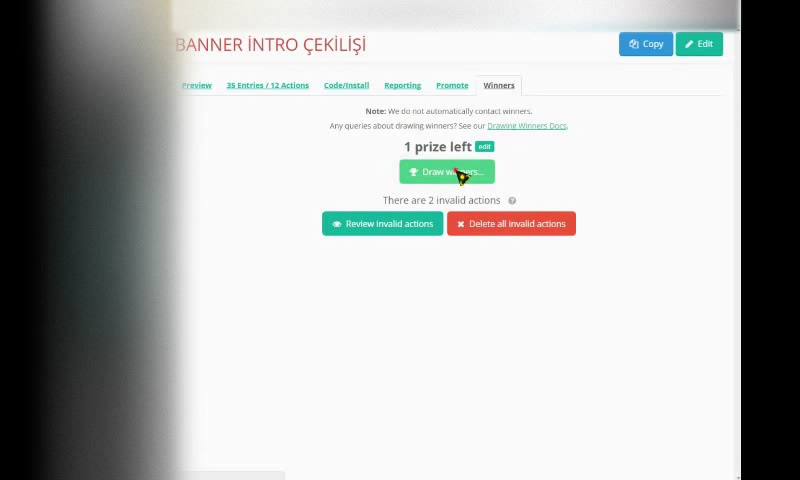 BANNER İNTRO ÇEKİLİŞİ
Copy
Edit
Preview
35 Entries / 12 Actions
Code/Install
Reporting
Promote
Winners
Note: We do not automatically contact winners.
Any queries about drawing winners? See our Drawing Winners Docs.
1 prize left edit
Draw winners...
There are 2 invalid actions ?
Review invalid actions
Delete all invalid actions